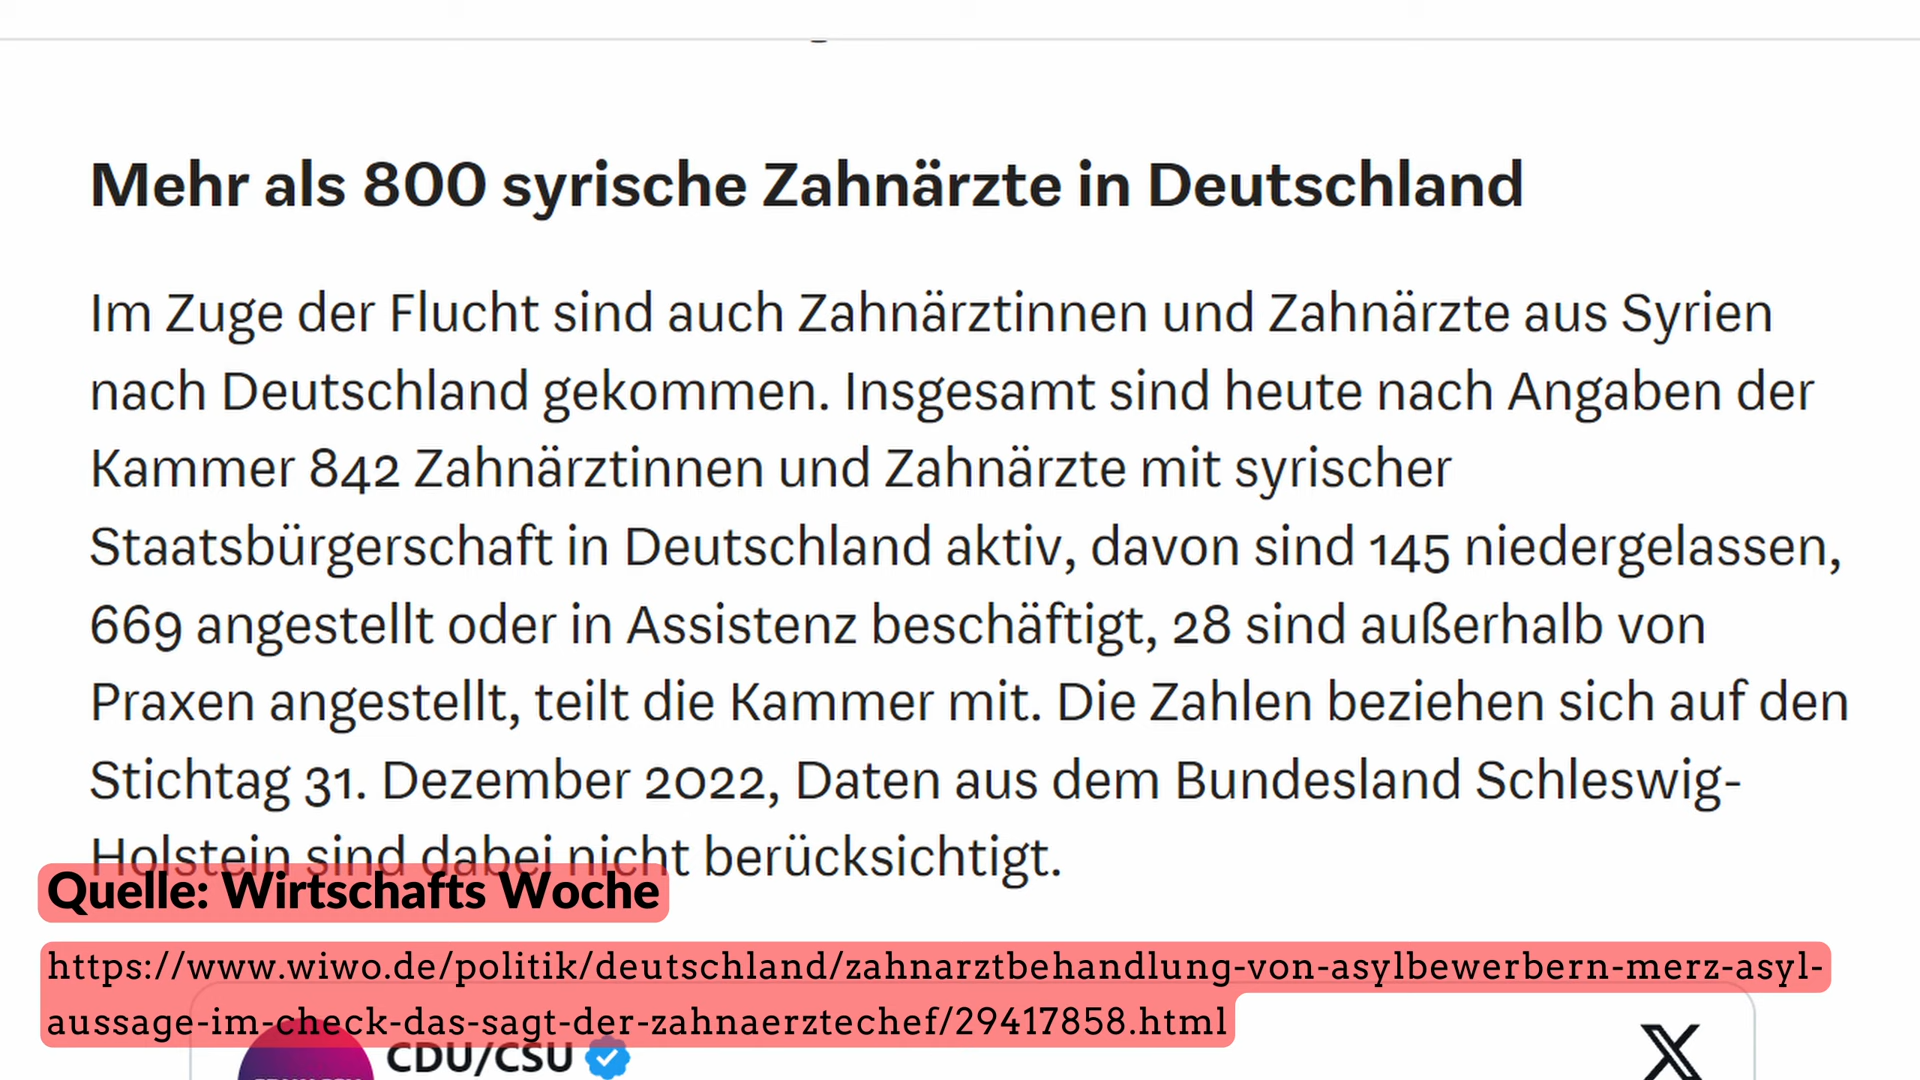 Mehr als 800 syrische Zahnärzte in Deutschland
Im Zuge der Flucht sind auch Zahnärztinnen und Zahnärzte aus Syrien
nach Deutschland gekommen. Insgesamt sind heute nach Angaben der
Kammer 842 Zahnärztinnen und Zahnärzte mit syrischer
Staatsbürgerschaft in Deutschland aktiv, davon sind 145 niedergelassen,
669 angestellt oder in Assistenz beschäftigt, 28 sind außerhalb von
Praxen angestellt, teilt die Kammer mit. Die Zahlen beziehen sich auf den
Stichtag 31. Dezember 2022, Daten aus dem Bundesland Schleswig-
Holstein sind dabei nicht berücksichtigt.
Quelle: Wirtschafts Woche
https://www.wiwo.de/politik/deutschland/zahnarztbehandlung-von-asylbewerbern-merz-asyl-
aussage-im-check-das-sagt-der-zahnaerztechef/29417858.html
CDU/CSU